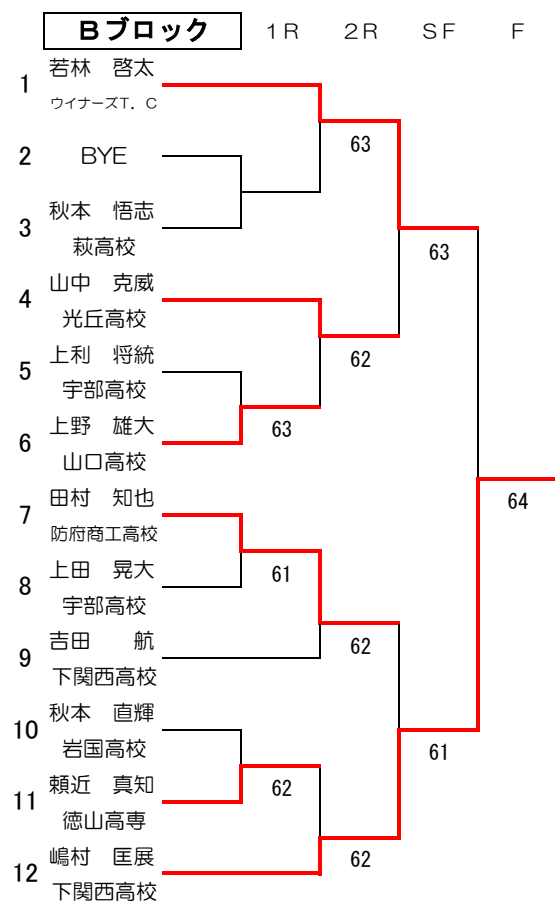 Bブロック 1R 2R SF F
1 若林 啓太
ウイナーズT．C
63
2 BYE
3 秋本 悟志
萩高校
63
4 山中 克威
光丘高校
5 上利 将統
宇部高校
62
6 上野 雄大
山口高校
63
7 田村 知也
防府商工高校
64
8 上田 晃大
宇部高校
61
9 吉田 航
下関西高校
62
10 秋本 直輝
岩国高校
61
11 頼近 真知
徳山高専
62
12 嶋村 匡展
下関西高校
62